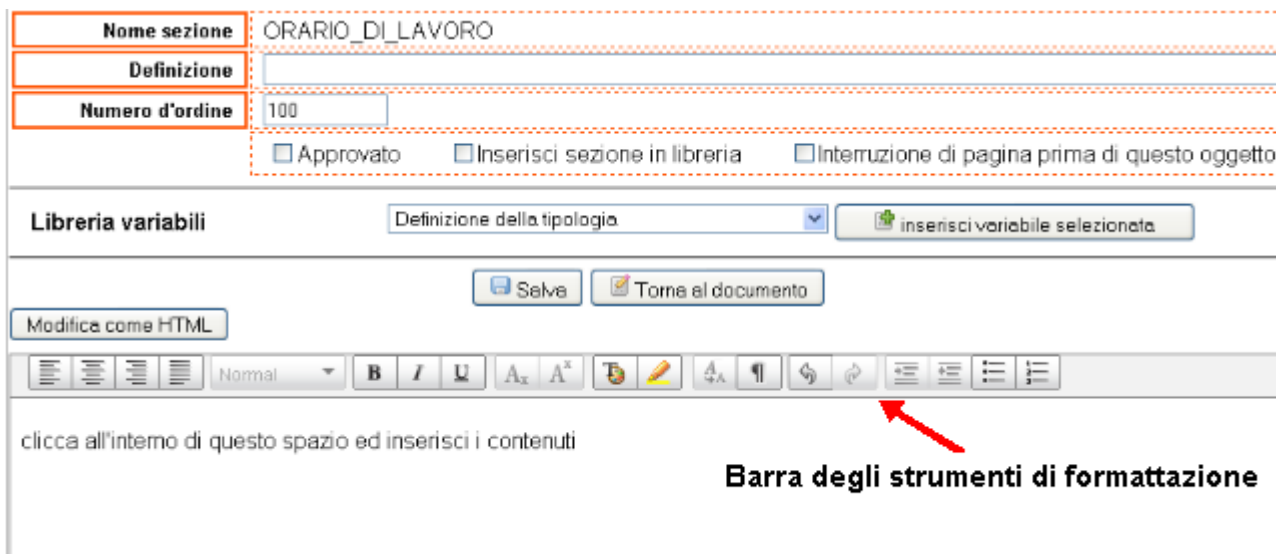 Nome sezione ORARIO_DI_LAVORO
Definizione
Numero d'ordine 100
Approvato Inserisci sezione in libreria Interruzione di pagina prima di questo oggetto
Libreria variabili Definizione della tipologia inserisci variabile selezionata
Salva Torna al documento
Modifica come HTML
Normal B I U Ax Ax A ¶
clicca all'interno di questo spazio ed inserisci i contenuti
Barra degli strumenti di formattazione